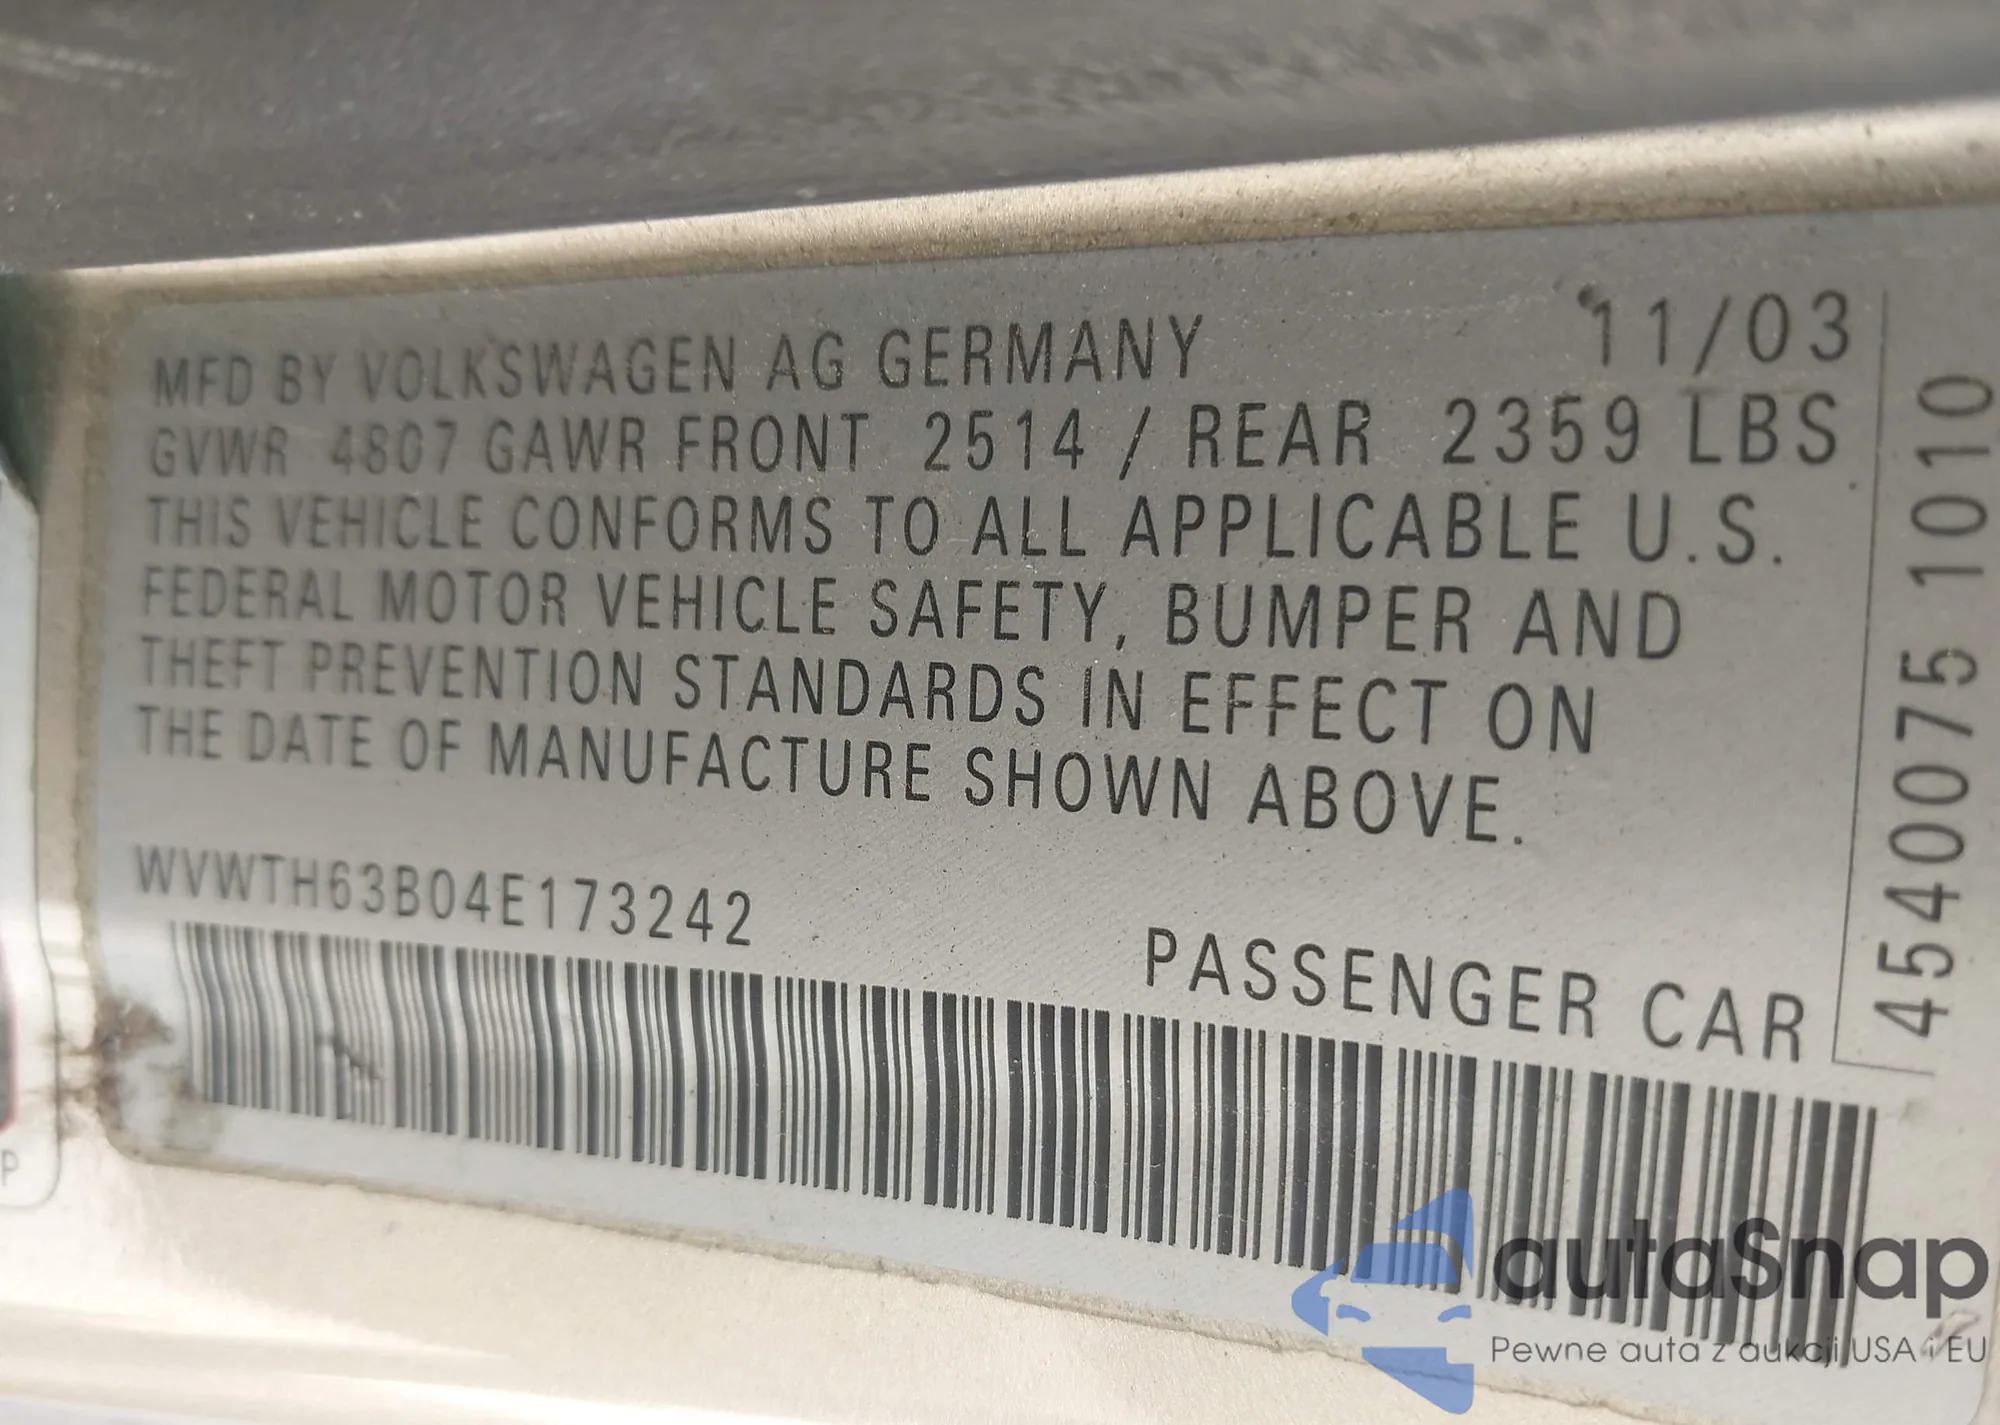 MFD BY VOLKSWAGEN AG GERMANY 11/03
GVWR 4807 GAWR FRONT 2514 / REAR 2359 LBS
THIS VEHICLE CONFORMS TO ALL APPLICABLE U.S.
FEDERAL MOTOR VEHICLE SAFETY, BUMPER AND
THEFT PREVENTION STANDARDS IN EFFECT ON
THE DATE OF MANUFACTURE SHOWN ABOVE.
WVWTH63B04E173242
PASSENGER CAR
4540075 1010
P
autaSnap
Pewne auta z aukcji USA i EU